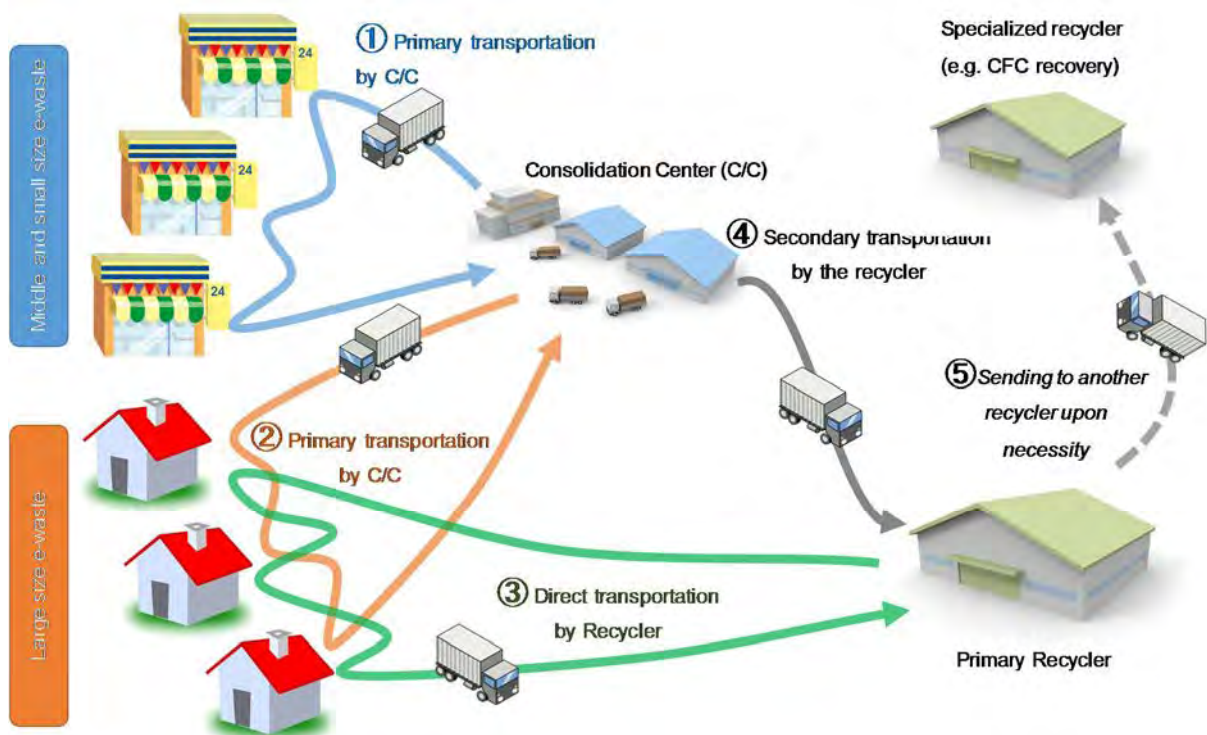 Middle and small size e-waste
24
24
24
① Primary transportation
by C/C
Consolidation Center (C/C)
Specialized recycler
(e.g. CFC recovery)
④ Secondary transportation
by the recycler
⑤ Sending to another
recycler upon
necessity
Large size e-waste
② Primary transportation
by C/C
③ Direct transportation
by Recycler
Primary Recycler